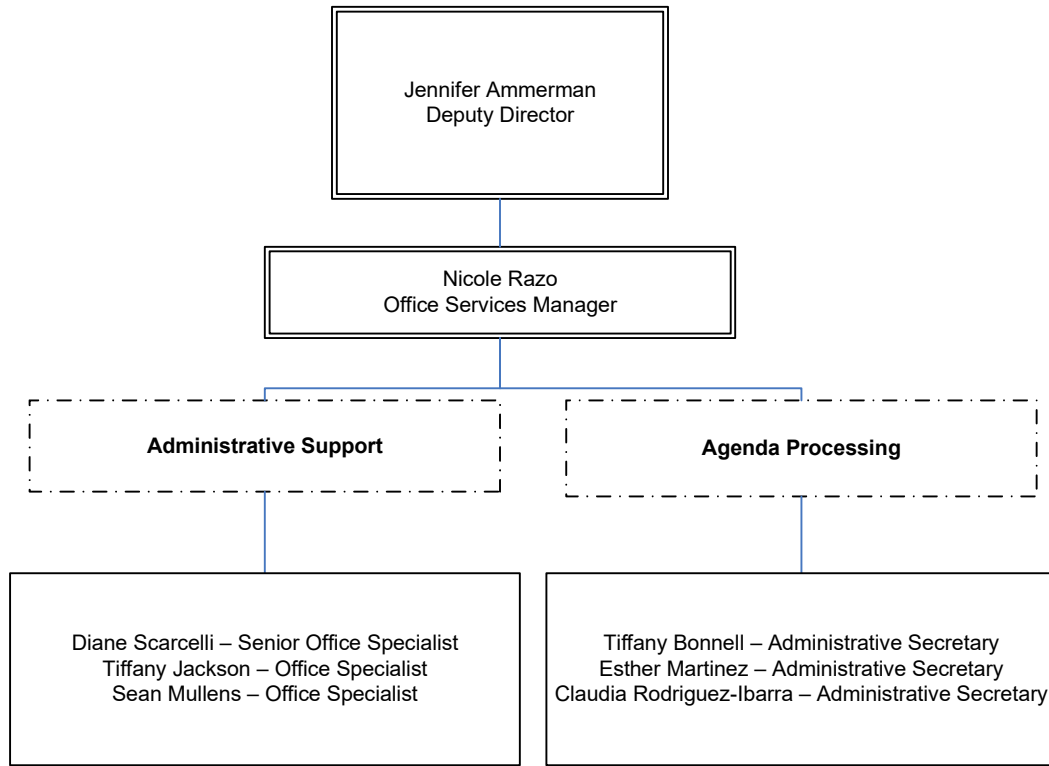 Jennifer Ammerman
Deputy Director
Nicole Razo
Office Services Manager
Administrative Support
Agenda Processing
Diane Scarcelli – Senior Office Specialist
Tiffany Jackson – Office Specialist
Sean Mullens – Office Specialist
Tiffany Bonnell – Administrative Secretary
Esther Martinez – Administrative Secretary
Claudia Rodriguez-Ibarra – Administrative Secretary